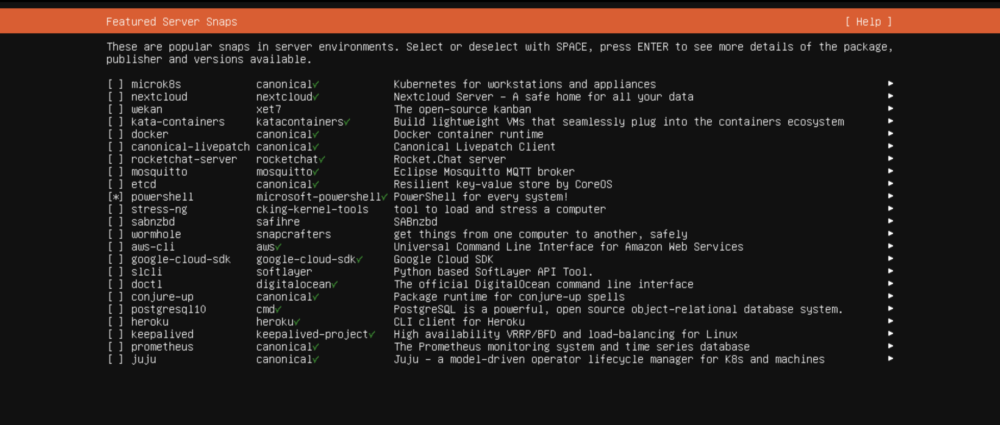 Featured Server Snaps [ Help ]
These are popular snaps in server environments. Select or deselect with SPACE, press ENTER to see more details of the package,
publisher and versions available.
[ ] microk8s canonical✓ Kubernetes for workstations and appliances ▶
[ ] nextcloud nextcloud✓ Nextcloud Server - A safe home for all your data ▶
[ ] wekan xet7 The open-source kanban ▶
[ ] kata-containers katacontainers✓ Build lightweight VMs that seamlessly plug into the containers ecosystem ▶
[ ] docker canonical✓ Docker container runtime ▶
[ ] canonical-livepatch canonical✓ Canonical Livepatch Client ▶
[ ] rocketchat-server rocketchat✓ Rocket.Chat server ▶
[ ] mosquitto mosquitto✓ Eclipse Mosquitto MQTT broker ▶
[ ] etcd canonical✓ Resilient key-value store by CoreOS ▶
[*] powershell microsoft-powershell✓ PowerShell for every system! ▶
[ ] stress-ng cking-kernel-tools tool to load and stress a computer ▶
[ ] sabnzbd safihre SABnzbd ▶
[ ] wormhole snapcrafters get things from one computer to another, safely ▶
[ ] aws-cli aws✓ Universal Command Line Interface for Amazon Web Services ▶
[ ] google-cloud-sdk google-cloud-sdk✓ Google Cloud SDK ▶
[ ] slcli softlayer Python based SoftLayer API Tool. ▶
[ ] doctl digitalocean✓ The official DigitalOcean command line interface ▶
[ ] conjure-up canonical✓ Package runtime for conjure-up spells ▶
[ ] postgresql10 cmd✓ PostgreSQL is a powerful, open source object-relational database system. ▶
[ ] heroku heroku✓ CLI client for Heroku ▶
[ ] keepalived keepalived-project✓ High availability VRRP/BFD and load-balancing for Linux ▶
[ ] prometheus canonical✓ The Prometheus monitoring system and time series database ▶
[ ] juju canonical✓ Juju - a model-driven operator lifecycle manager for K8s and machines ▶